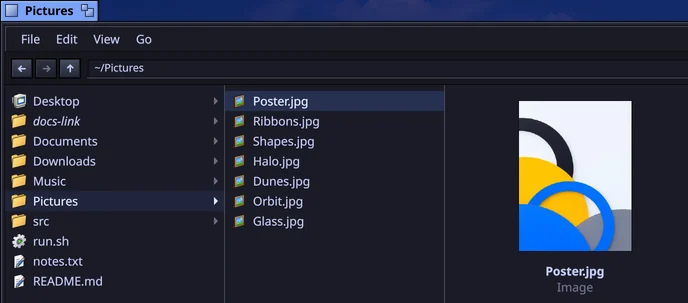 Pictures
File Edit View Go
~/Pictures
Desktop
docs-link
Documents
Downloads
Music
Pictures
src
run.sh
notes.txt
README.md
Poster.jpg
Ribbons.jpg
Shapes.jpg
Halo.jpg
Dunes.jpg
Orbit.jpg
Glass.jpg
Poster.jpg
Image